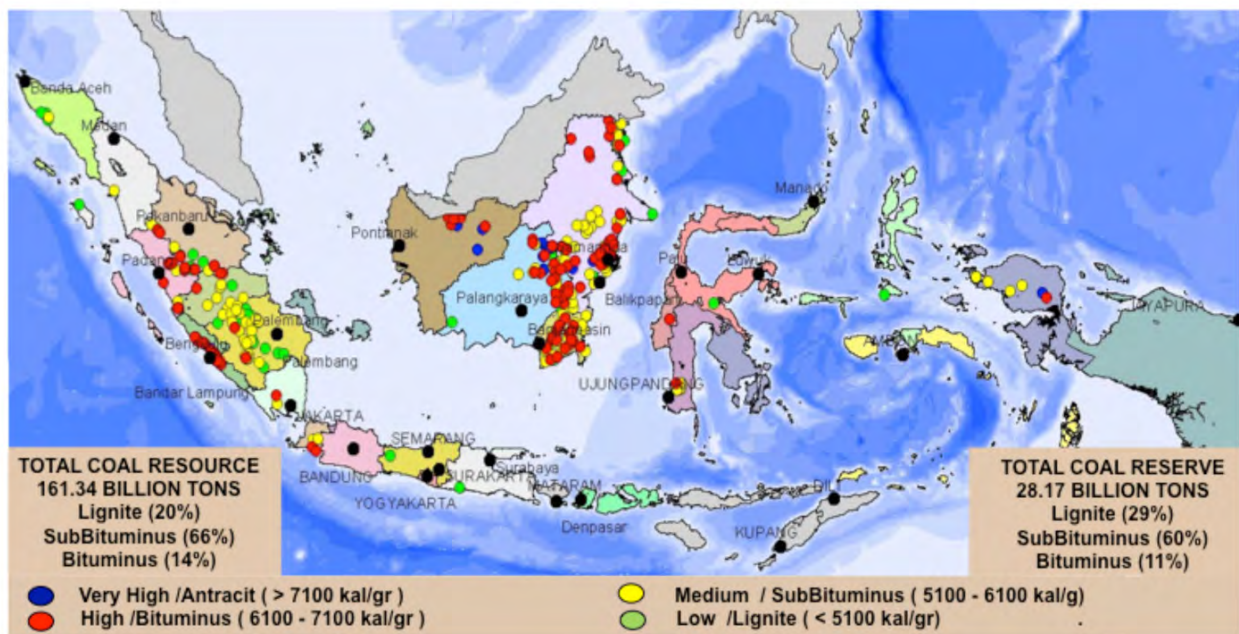 Banda Aceh
Medan
Pekanbaru
Padang
Pontianak
Palangkaraya
Balikpapan
Manado
Palu
Luwuk
JAYAPURA
Palembang
Palembang
Bandar Lampung
UJUNGPANDANG
JAKARTA
SEMARANG
BANDUNG
SURAKARTA
Surabaya
YOGYAKARTA
MATARAM
Denpasar
KUPANG
TOTAL COAL RESOURCE
161.34 BILLION TONS
Lignite (20%)
SubBituminus (66%)
Bituminus (14%)
TOTAL COAL RESERVE
28.17 BILLION TONS
Lignite (29%)
SubBituminus (60%)
Bituminus (11%)
Very High /Antracit ( > 7100 kal/gr )
High /Bituminus ( 6100 - 7100 kal/gr )
Medium / SubBituminus ( 5100 - 6100 kal/g)
Low /Lignite ( < 5100 kal/gr)